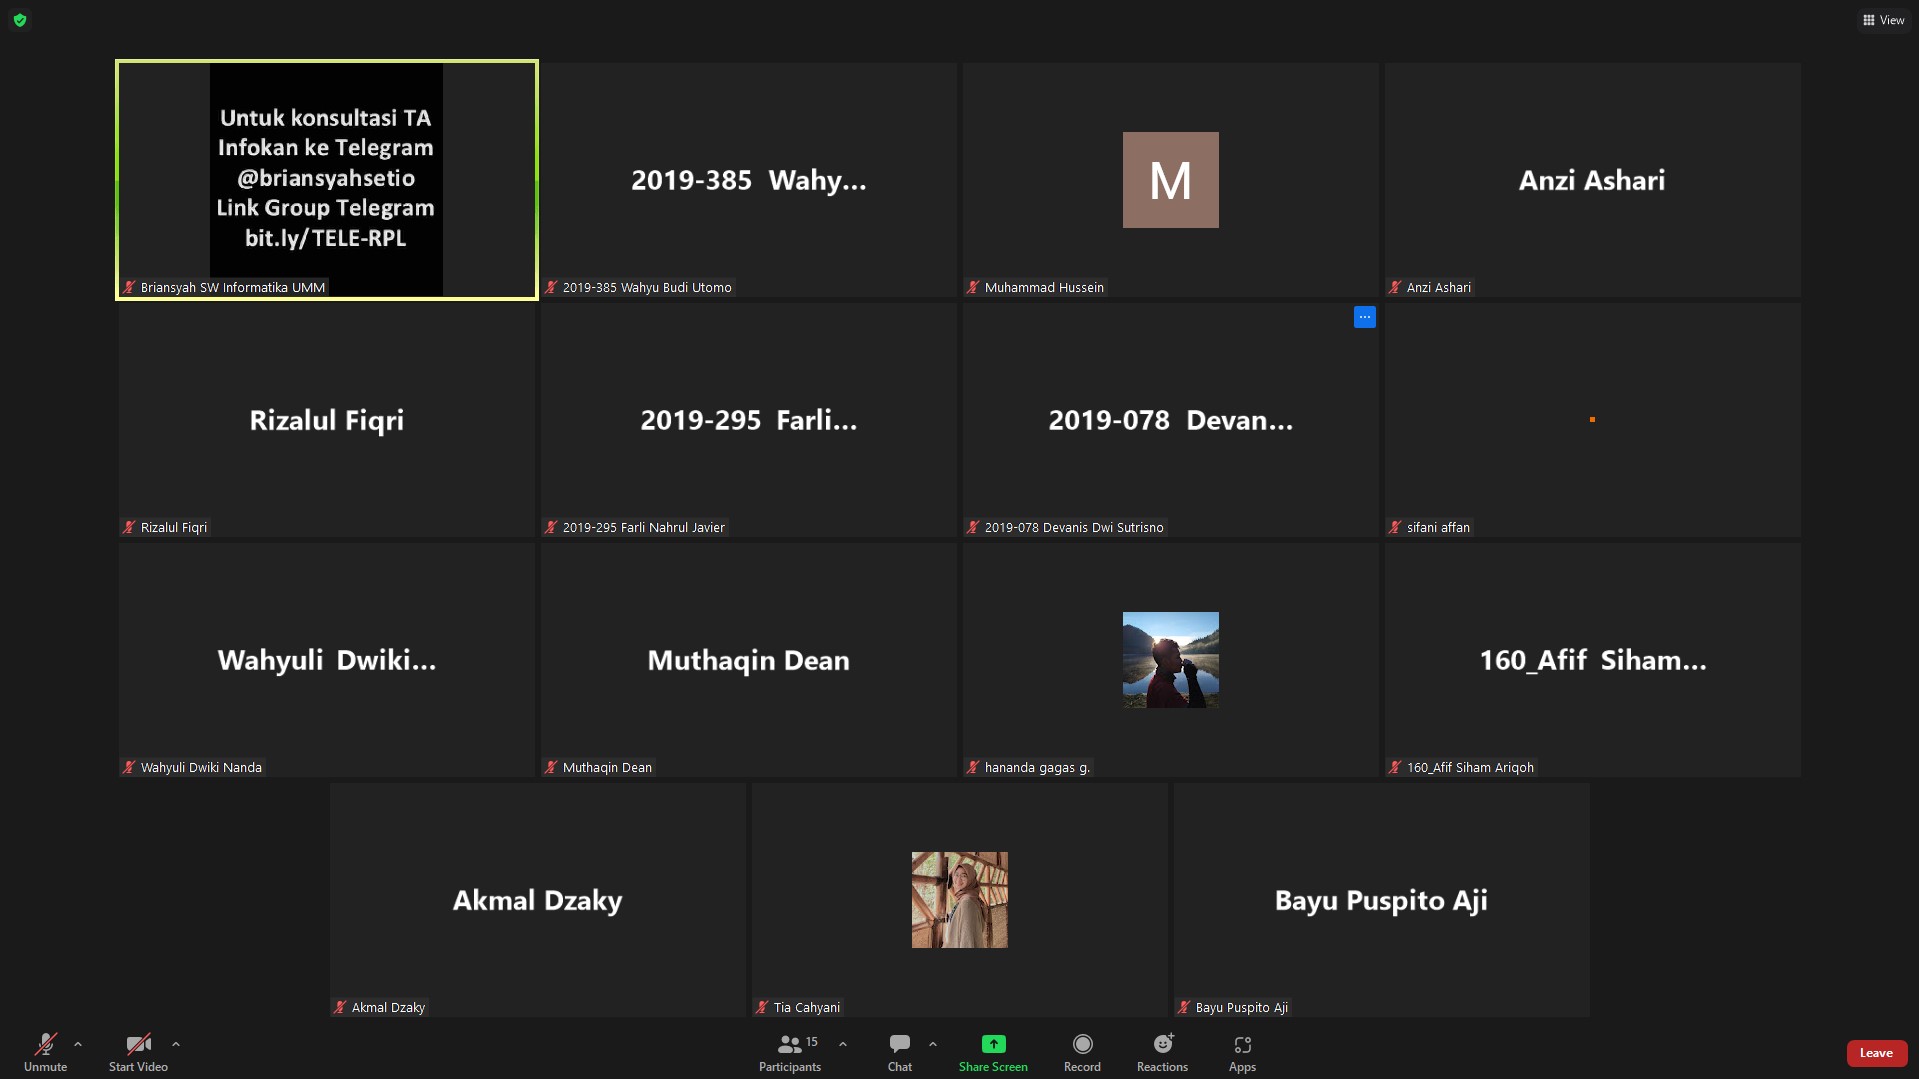 View
Untuk konsultasi TA
Infokan ke Telegram
@briansyahsetio
Link Group Telegram
bit.ly/TELE-RPL
Briansyah SW Informatika UMM
2019-385 Wahy...
2019-385 Wahyu Budi Utomo
M
Muhammad Hussein
Anzi Ashari
Anzi Ashari
Rizalul Fiqri
Rizalul Fiqri
2019-295 Farli...
2019-295 Farli Nahrul Javier
2019-078 Devan...
2019-078 Devanis Dwi Sutrisno
sifani affan
Wahyuli Dwiki...
Wahyuli Dwiki Nanda
Muthaqin Dean
Muthaqin Dean
hananda gagas g.
160_Afif Siham...
160_Afif Siham Ariqoh
Akmal Dzaky
Akmal Dzaky
Tia Cahyani
Bayu Puspito Aji
Bayu Puspito Aji
Unmute
Start Video
15
Participants
Chat
Share Screen
Record
Reactions
Apps
Leave